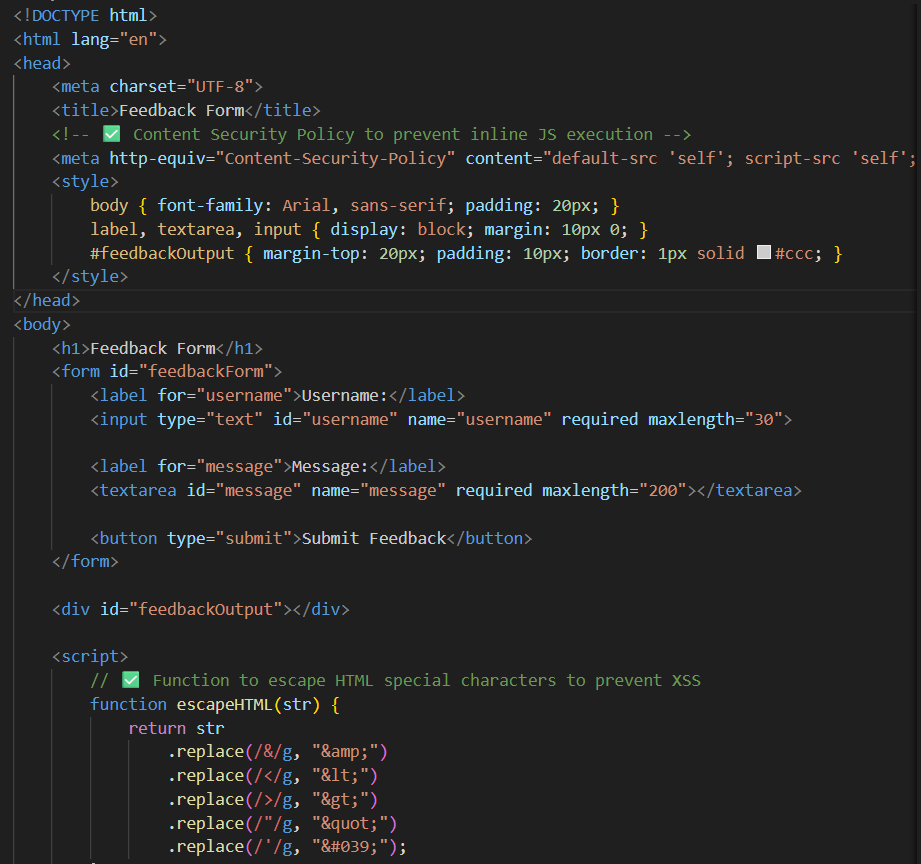 <!DOCTYPE html>
<html lang="en">
<head>
    <meta charset="UTF-8">
    <title>Feedback Form</title>
    <!-- ✅ Content Security Policy to prevent inline JS execution -->
    <meta http-equiv="Content-Security-Policy" content="default-src 'self'; script-src 'self';
    <style>
        body { font-family: Arial, sans-serif; padding: 20px; }
        label, textarea, input { display: block; margin: 10px 0; }
        #feedbackOutput { margin-top: 20px; padding: 10px; border: 1px solid #ccc; }
    </style>
</head>
<body>
    <h1>Feedback Form</h1>
    <form id="feedbackForm">
        <label for="username">Username:</label>
        <input type="text" id="username" name="username" required maxlength="30">

        <label for="message">Message:</label>
        <textarea id="message" name="message" required maxlength="200"></textarea>

        <button type="submit">Submit Feedback</button>
    </form>

    <div id="feedbackOutput"></div>

    <script>
        // ✅ Function to escape HTML special characters to prevent XSS
        function escapeHTML(str) {
            return str
                .replace(/&/g, "&amp;")
                .replace(/</g, "&lt;")
                .replace(/>/g, "&gt;")
                .replace(/"/g, "&quot;")
                .replace(/'/g, "&#039;");